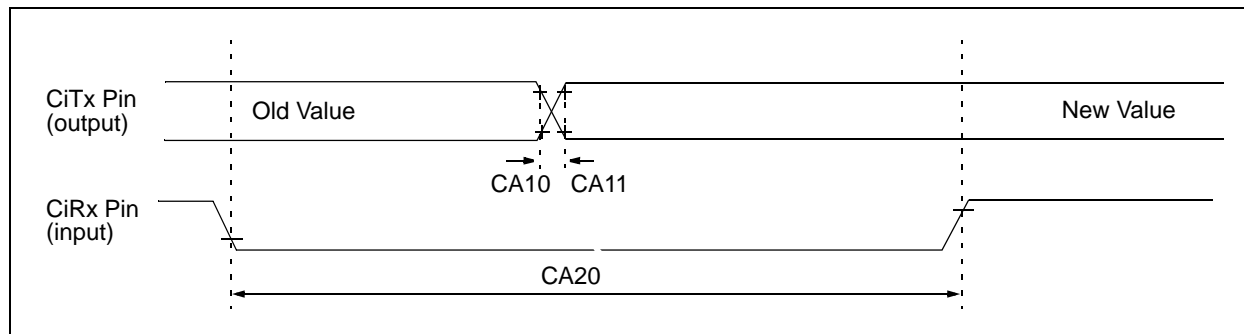 CiTx Pin
(output)
Old Value
New Value
CA10 CA11
CiRx Pin
(input)
CA20